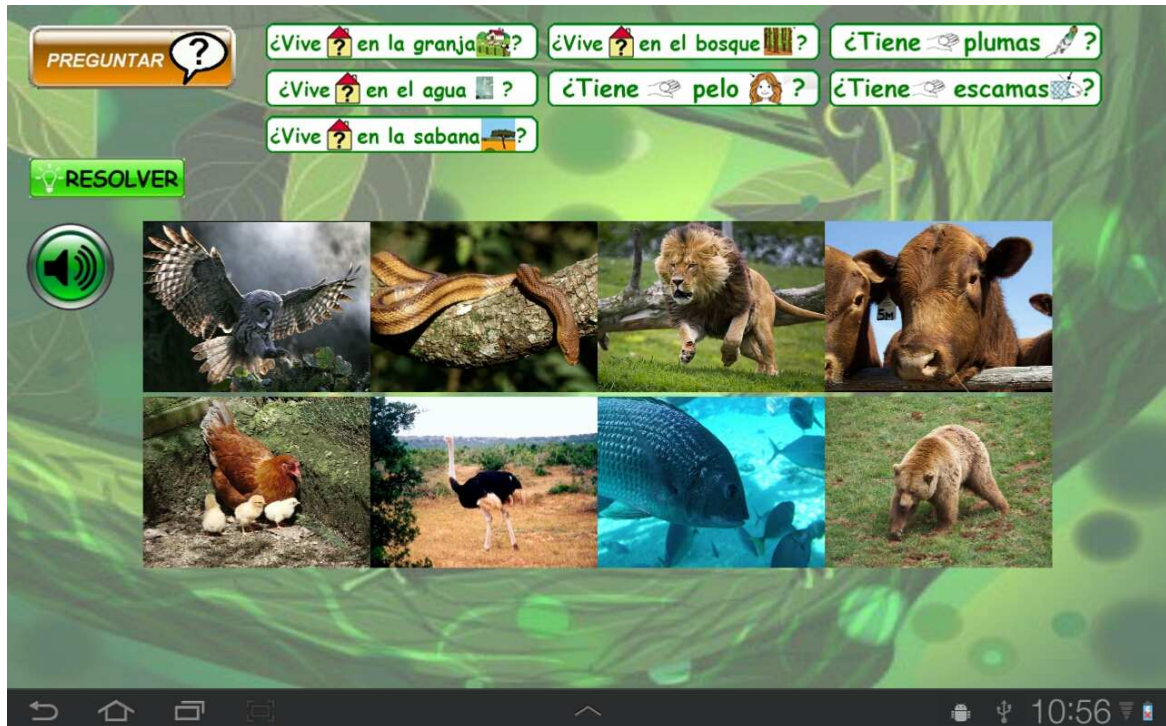 PREGUNTAR ?
¿Vive ? en la granja ?
¿Vive ? en el bosque ?
¿Tiene plumas ?
¿Vive ? en el agua ?
¿Tiene pelo ?
¿Tiene escamas ?
¿Vive ? en la sabana ?
RESOLVER
5M
10:56